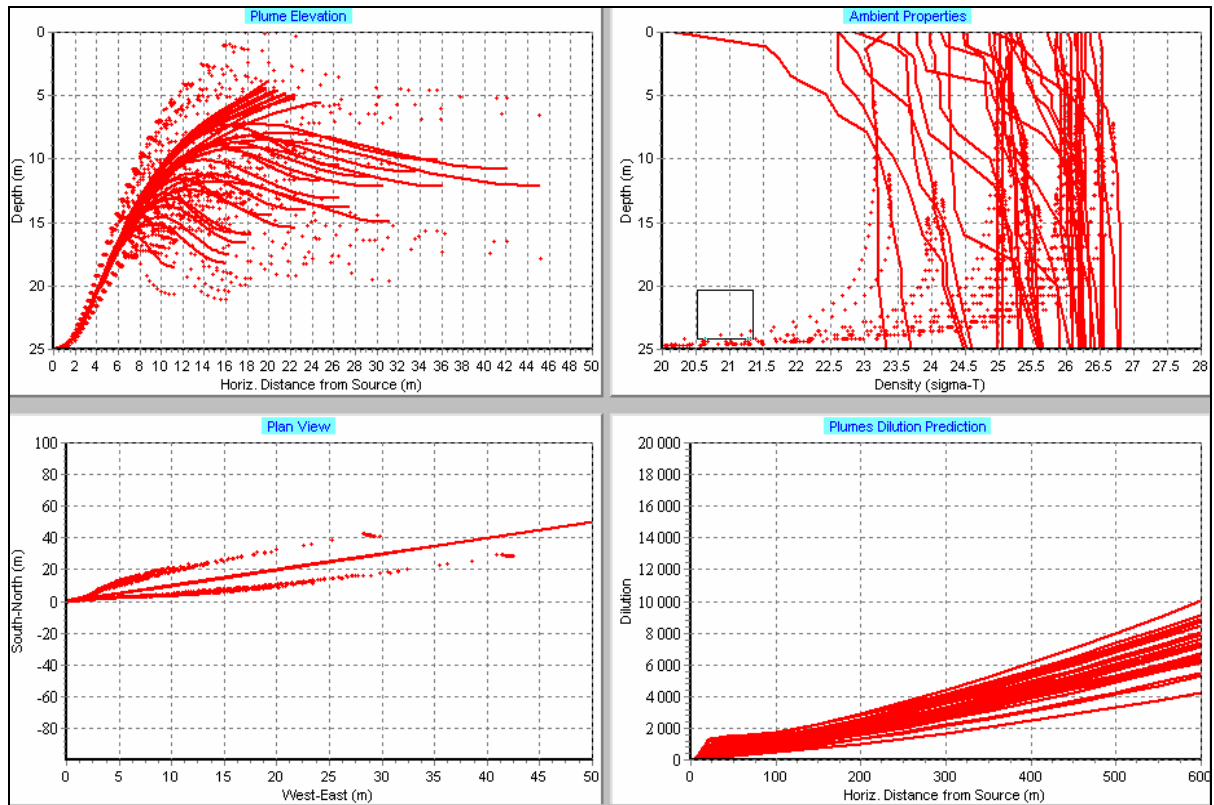 Plume Elevation
0
5
10
15
20
25
Depth (m)
0 2 4 6 8 10 12 14 16 18 20 22 24 26 28 30 32 34 36 38 40 42 44 46 48 50
Horiz. Distance from Source (m)
Ambient Properties
0
10
20
Depth (m)
20 20.5 21 21.5 22 22.5 23 23.5 24 24.5 25 25.5 26 26.5 27 27.5 28
Density (sigma-T)
Plan View
100
80
60
40
20
0
-20
-40
-60
-80
South-North (m)
0 5 10 15 20 25 30 35 40 45 50
West-East (m)
Plumes Dilution Prediction
20 000
18 000
16 000
14 000
12 000
10 000
8 000
6 000
4 000
2 000
0
Dilution
0 100 200 300 400 500 600
Horiz. Distance from Source (m)